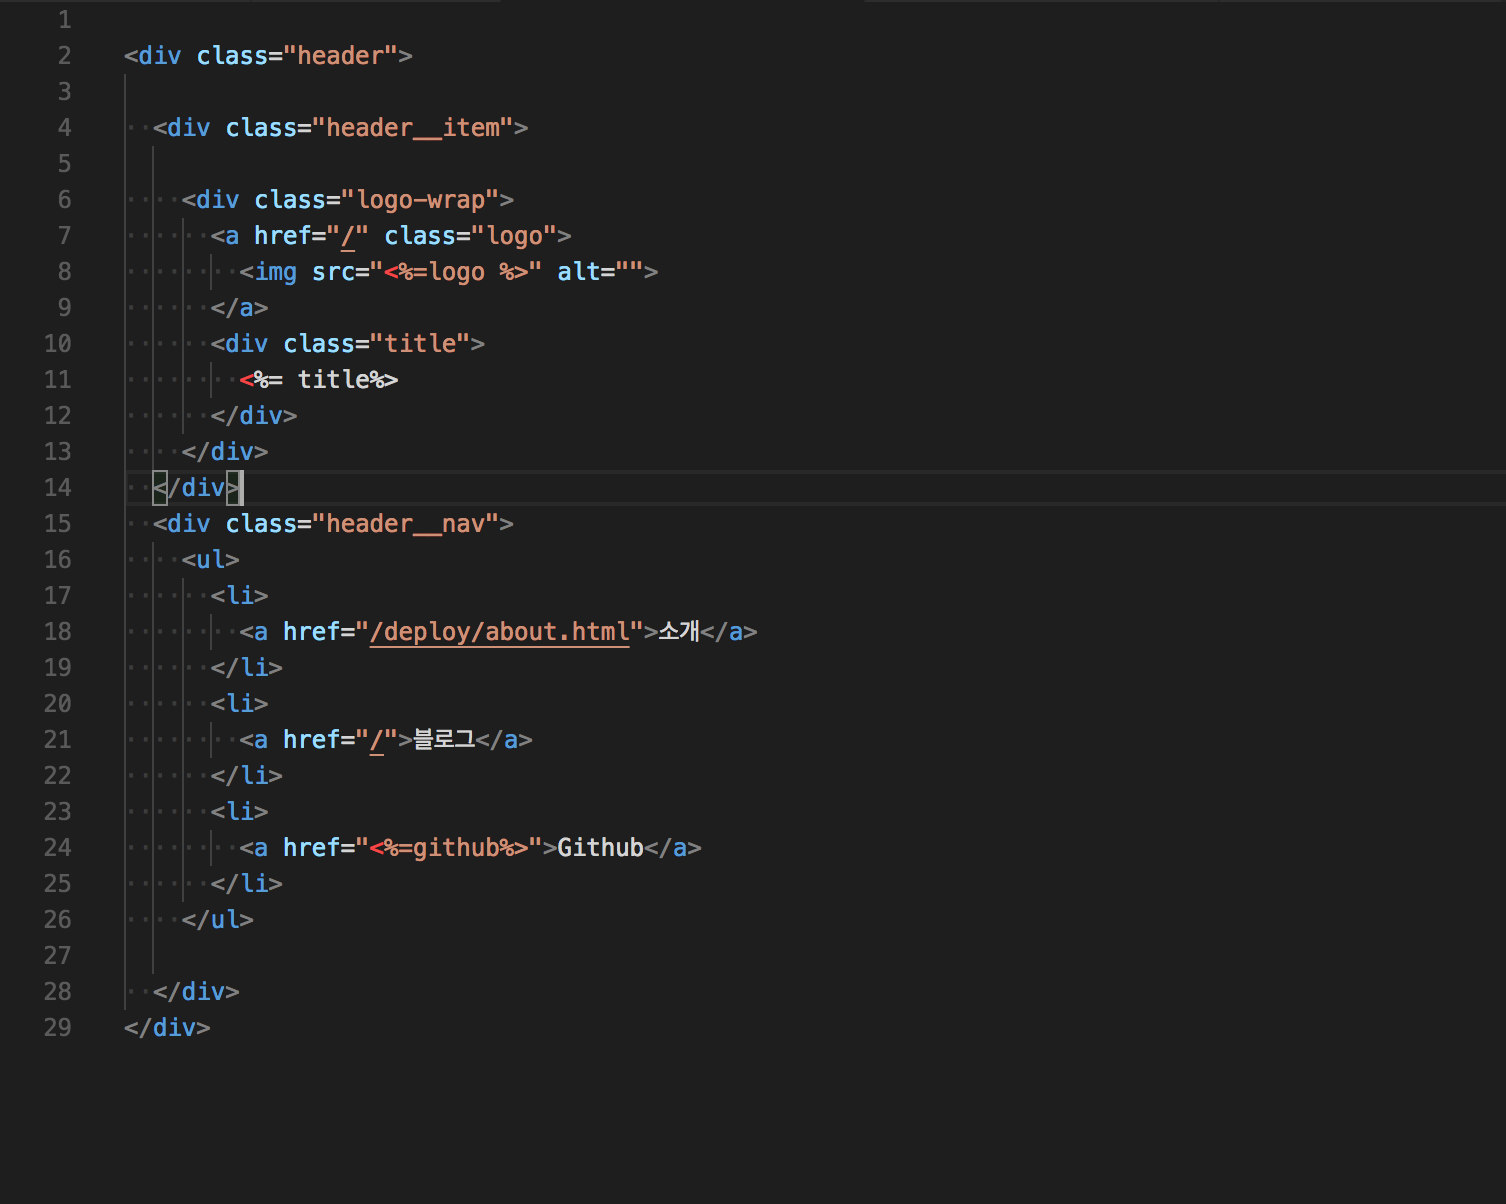 1
2 <div class="header">
3
4 <div class="header__item">
5
6 <div class="logo-wrap">
7 <a href="/" class="logo">
8 <img src="<%=logo %>" alt="">
9 </a>
10 <div class="title">
11 <%= title%>
12 </div>
13 </div>
14 </div>
15 <div class="header__nav">
16 <ul>
17 <li>
18 <a href="/deploy/about.html">소개</a>
19 </li>
20 <li>
21 <a href="/">블로그</a>
22 </li>
23 <li>
24 <a href="<%=github%>">Github</a>
25 </li>
26 </ul>
27
28 </div>
29 </div>